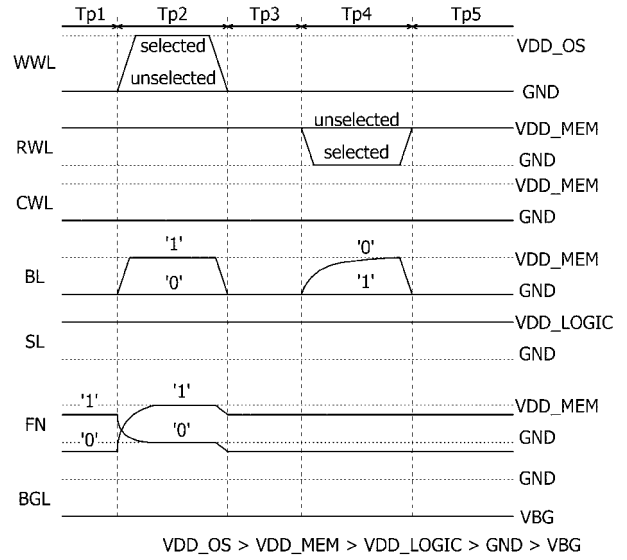 Tp1 Tp2 Tp3 Tp4 Tp5
WWL selected VDD_OS
unselected GND
RWL unselected VDD_MEM
selected GND
CWL VDD_MEM
GND
BL '1' '0' VDD_MEM
'0' '1' GND
SL VDD_LOGIC
GND
FN '1' '1' VDD_MEM
'0' '0' GND
BGL GND
VBG
VDD_OS > VDD_MEM > VDD_LOGIC > GND > VBG